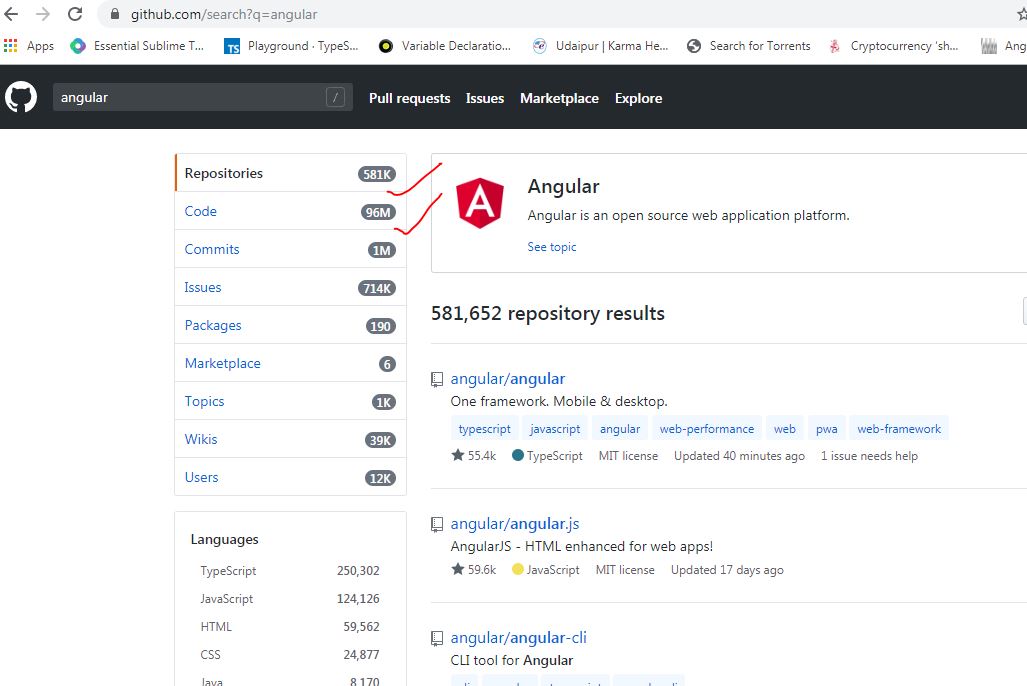 github.com/search?q=angular
Apps Essential Sublime T... TS Playground · TypeS... Variable Declaratio... Udaipur | Karma He... Search for Torrents Cryptocurrency 'sh... Ang
angular / Pull requests Issues Marketplace Explore
Repositories 581K
Code 96M
Commits 1M
Issues 714K
Packages 190
Marketplace 6
Topics 1K
Wikis 39K
Users 12K
Languages
TypeScript 250,302
JavaScript 124,126
HTML 59,562
CSS 24,877
Java 8,170
A
Angular
Angular is an open source web application platform.
See topic
581,652 repository results
angular/angular
One framework. Mobile & desktop.
typescript javascript angular web-performance web pwa web-framework
55.4k TypeScript MIT license Updated 40 minutes ago 1 issue needs help
angular/angular.js
AngularJS - HTML enhanced for web apps!
59.6k JavaScript MIT license Updated 17 days ago
angular/angular-cli
CLI tool for Angular